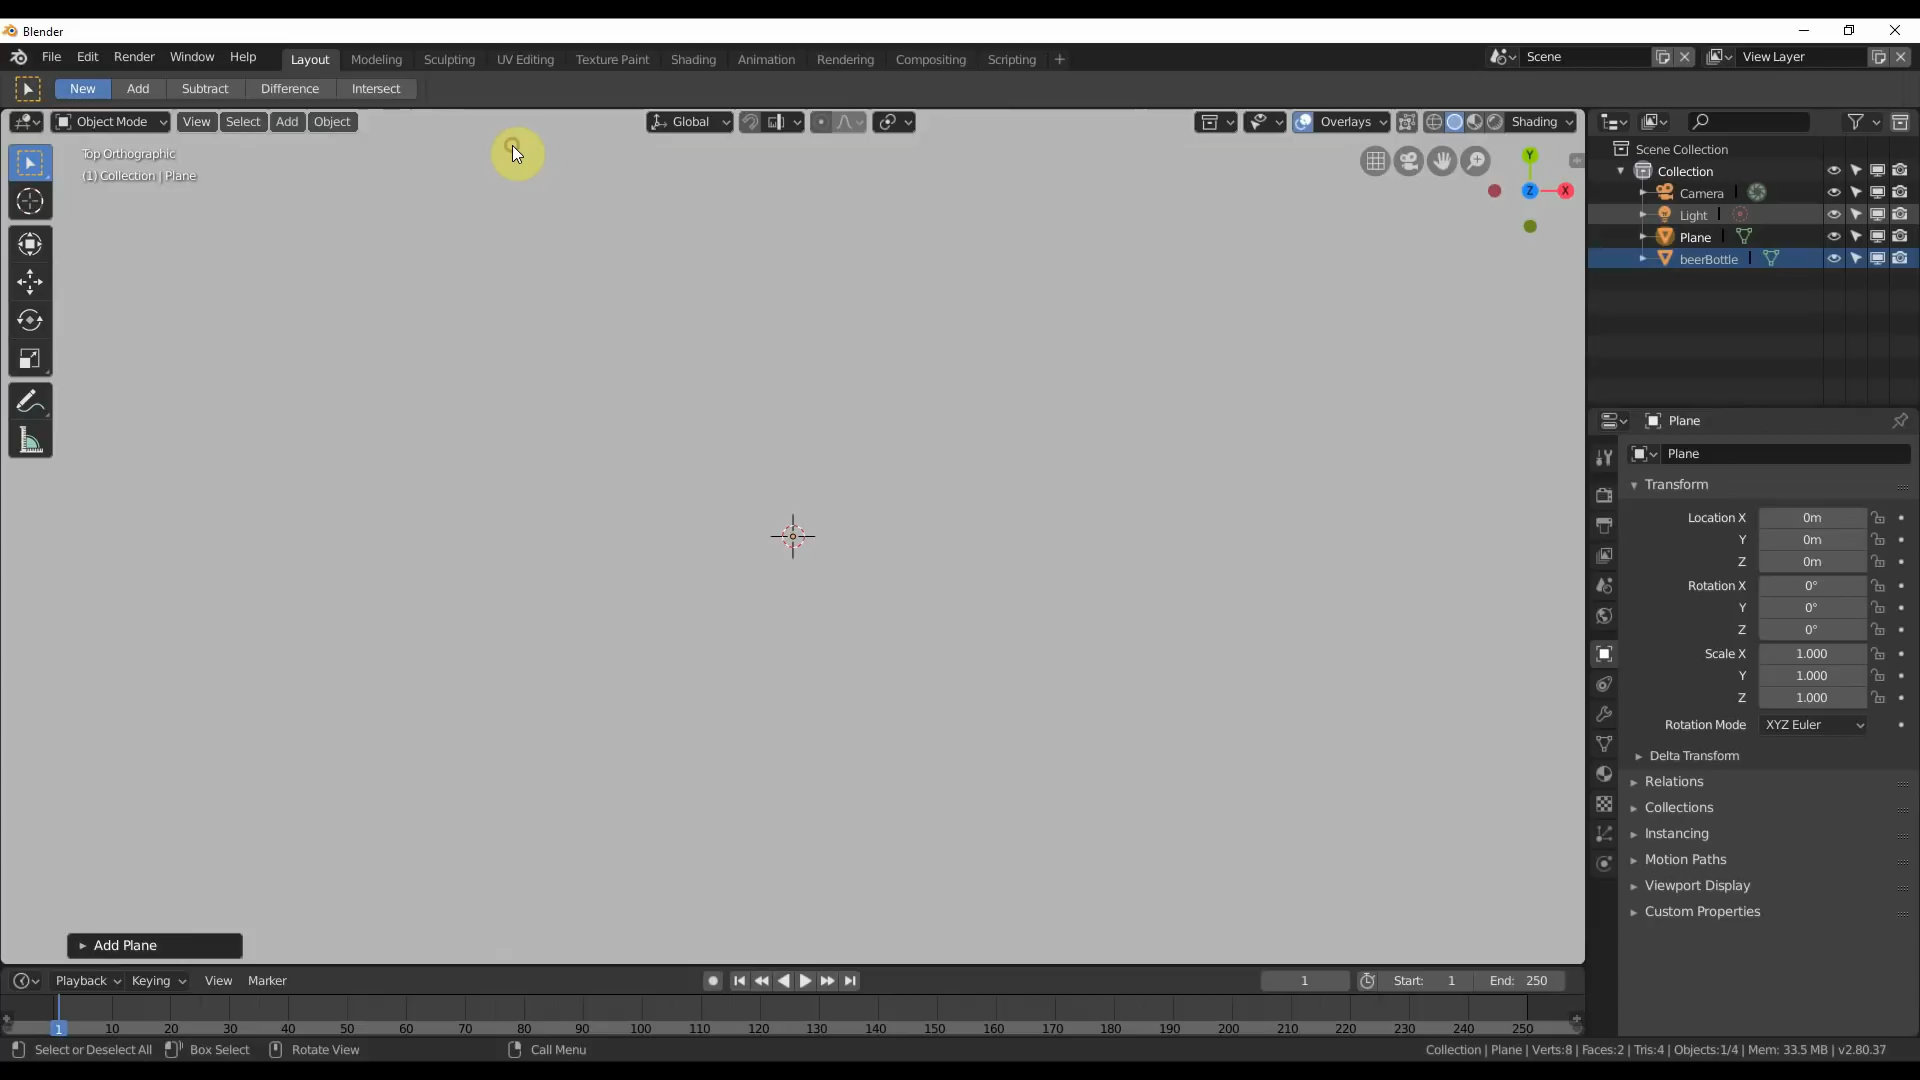 Blender
File Edit Render Window Help Layout Modeling Sculpting UV Editing Texture Paint Shading Animation Rendering Compositing Scripting + Scene View Layer
New Add Subtract Difference Intersect
Object Mode View Select Add Object Global Overlays Shading
Top Orthographic
(1) Collection | Plane
Y
Z X
Scene Collection
Collection
Camera
Light
Plane
beerBottle
Plane
Plane
Transform
Location X 0m
Y 0m
Z 0m
Rotation X 0°
Y 0°
Z 0°
Scale X 1.000
Y 1.000
Z 1.000
Rotation Mode XYZ Euler
Delta Transform
Relations
Collections
Instancing
Motion Paths
Viewport Display
Custom Properties
Add Plane
Playback Keying View Marker 1 Start: 1 End: 250
1 10 20 30 40 50 60 70 80 90 100 110 120 130 140 150 160 170 180 190 200 210 220 230 240 250
Select or Deselect All Box Select Rotate View Call Menu Collection | Plane | Verts:8 | Faces:2 | Tris:4 | Objects:1/4 | Mem: 33.5 MB | v2.80.37